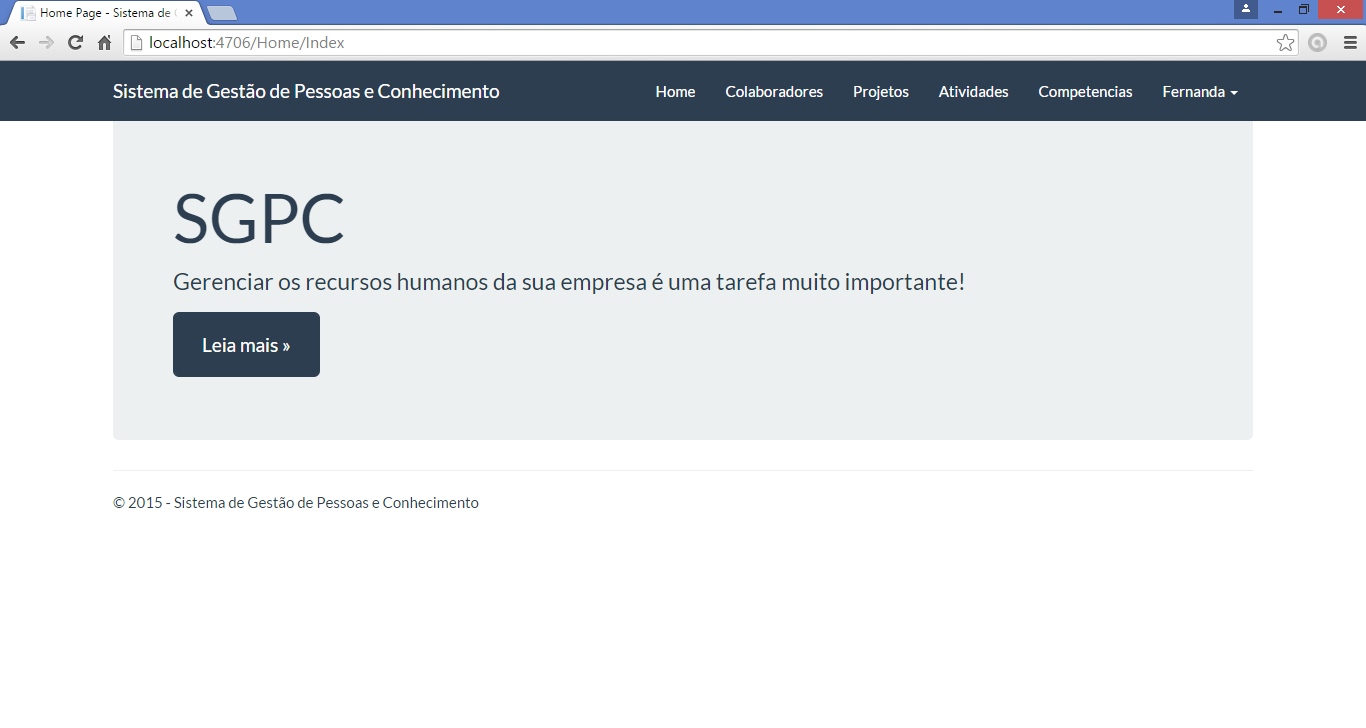 Home Page - Sistema de
localhost:4706/Home/Index
Sistema de Gestão de Pessoas e Conhecimento
Home Colaboradores Projetos Atividades Competencias Fernanda
SGPC
Gerenciar os recursos humanos da sua empresa é uma tarefa muito importante!
Leia mais »
© 2015 - Sistema de Gestão de Pessoas e Conhecimento